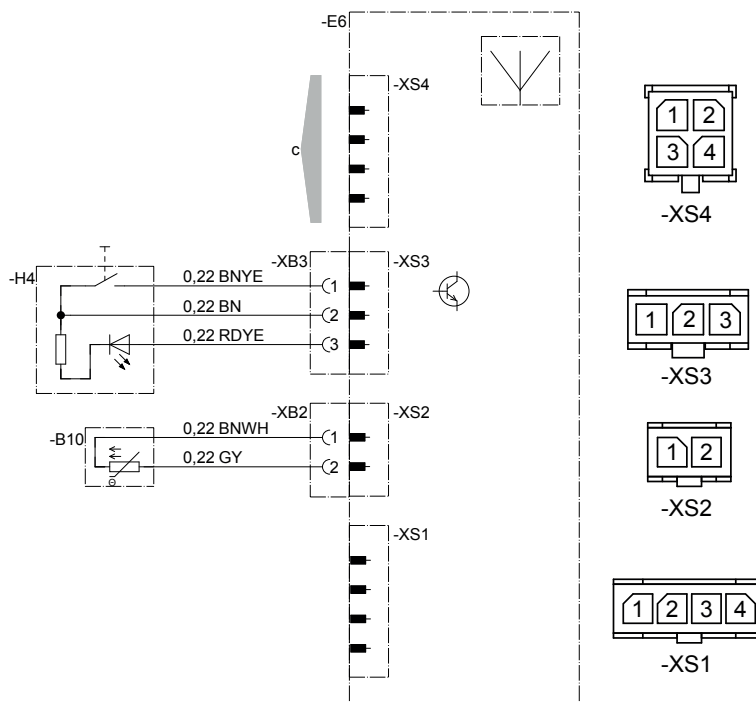 -E6
-XS4
c
1 2
3 4
-XS4
-H4
-XB3
-XS3
0,22 BNYE
1
0,22 BN
2
0,22 RDYE
3
1 2 3
-XS3
-B10
-XB2
-XS2
0,22 BNWH
1
0,22 GY
2
1 2
-XS2
-XS1
1 2 3 4
-XS1